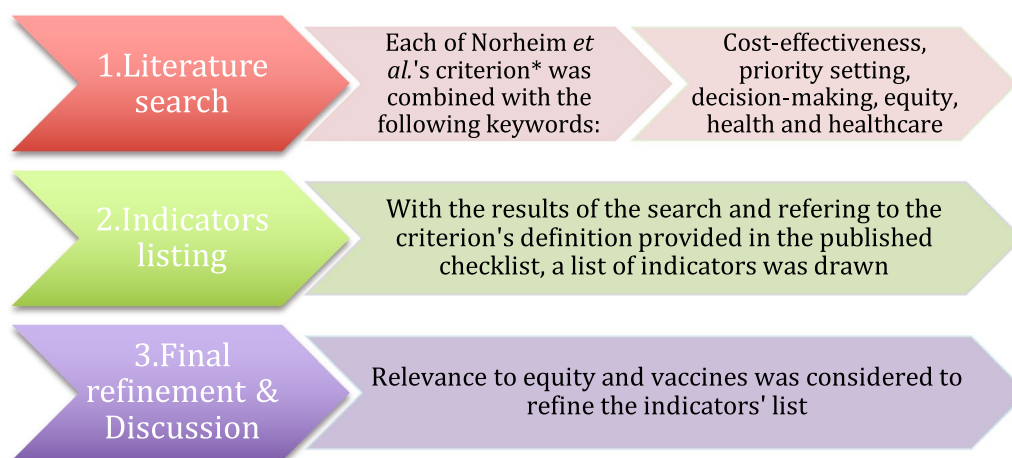 1.Literature
search
Each of Norheim et
al.'s criterion* was
combined with the
following keywords:
Cost-effectiveness,
priority setting,
decision-making, equity,
health and healthcare
2.Indicators
listing
With the results of the search and refering to the
criterion's definition provided in the published
checklist, a list of indicators was drawn
3.Final
refinement &
Discussion
Relevance to equity and vaccines was considered to
refine the indicators' list